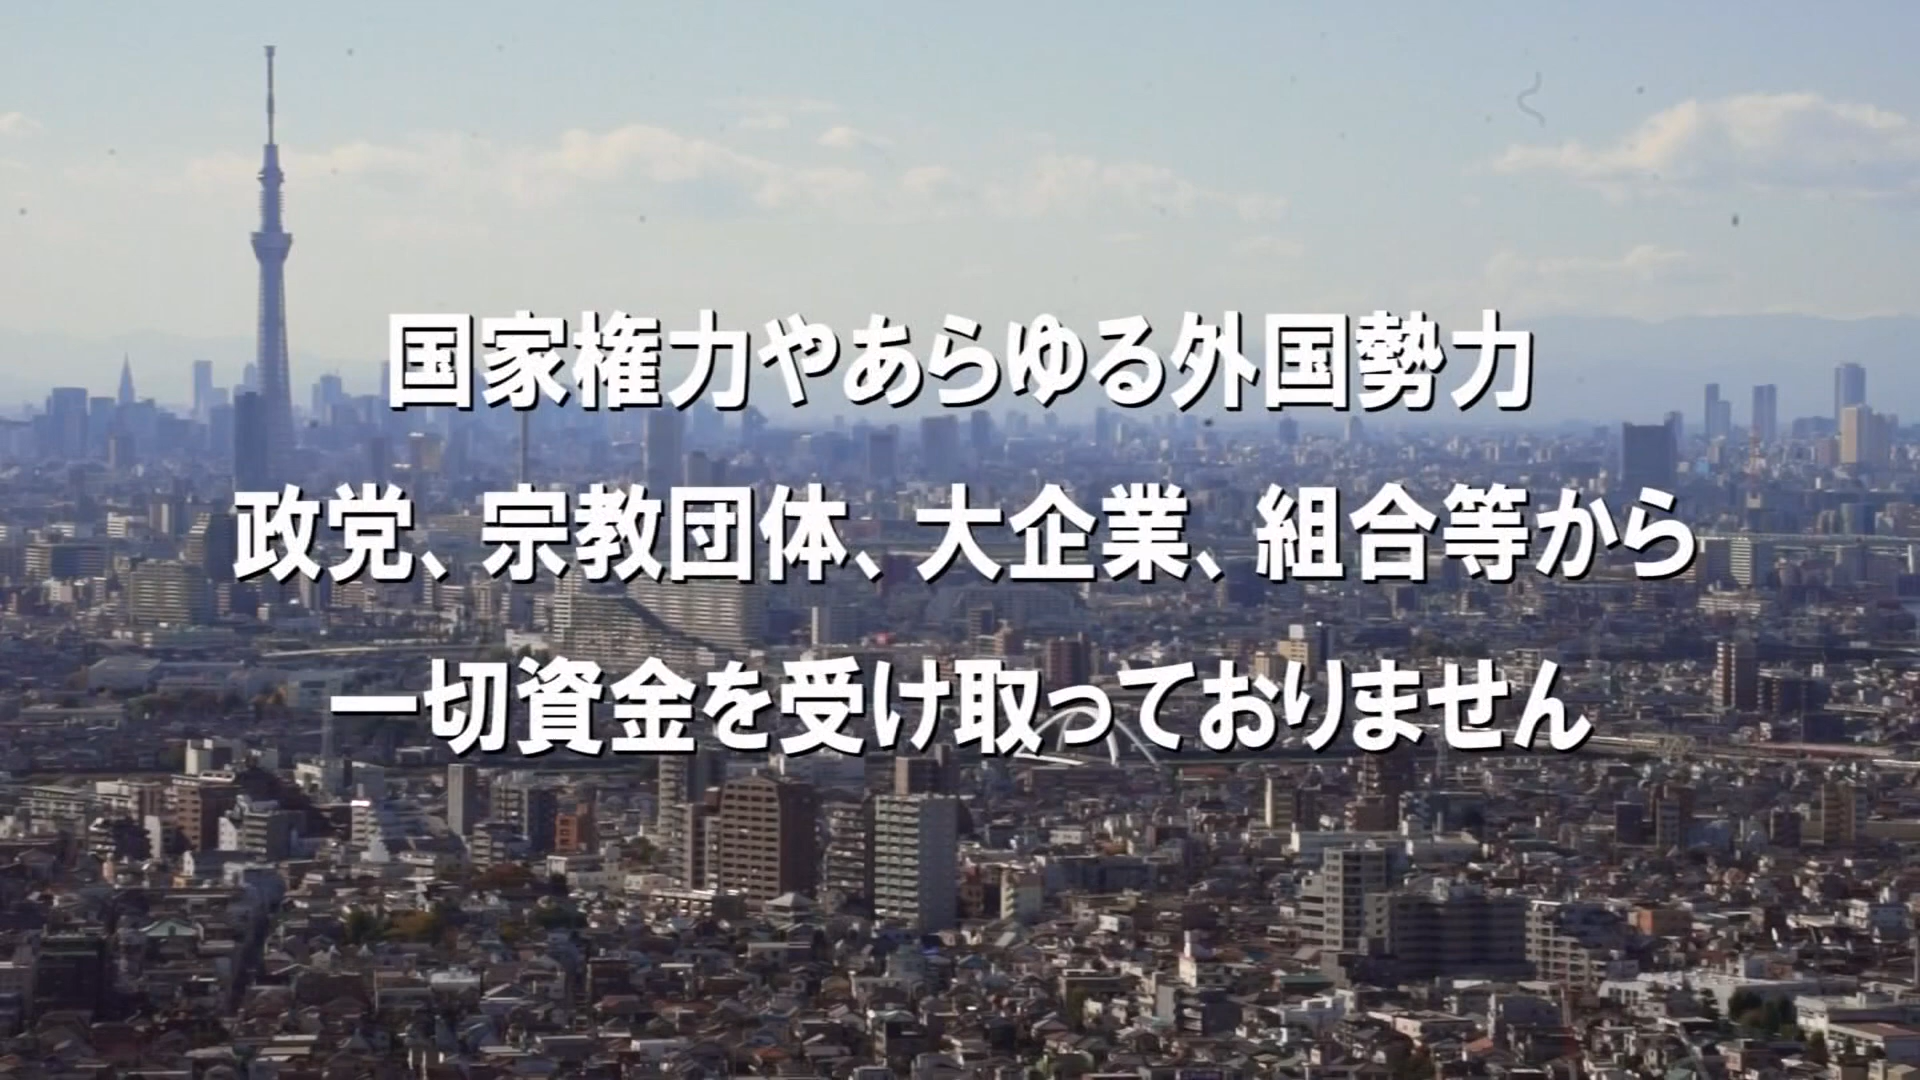 国家権力やあらゆる外国勢力
政党、宗教団体、大企業、組合等から
一切資金を受け取っておりません